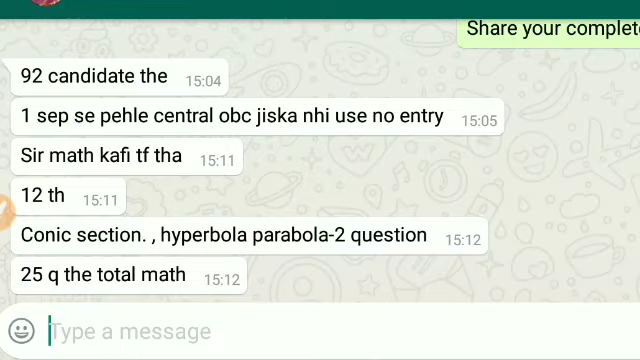 Share your complet
92 candidate the 15:04
1 sep se pehle central obc jiska nhi use no entry 15:05
Sir math kafi tf tha 15:11
12 th 15:11
Conic section. , hyperbola parabola-2 question 15:12
25 q the total math 15:12
Type a message